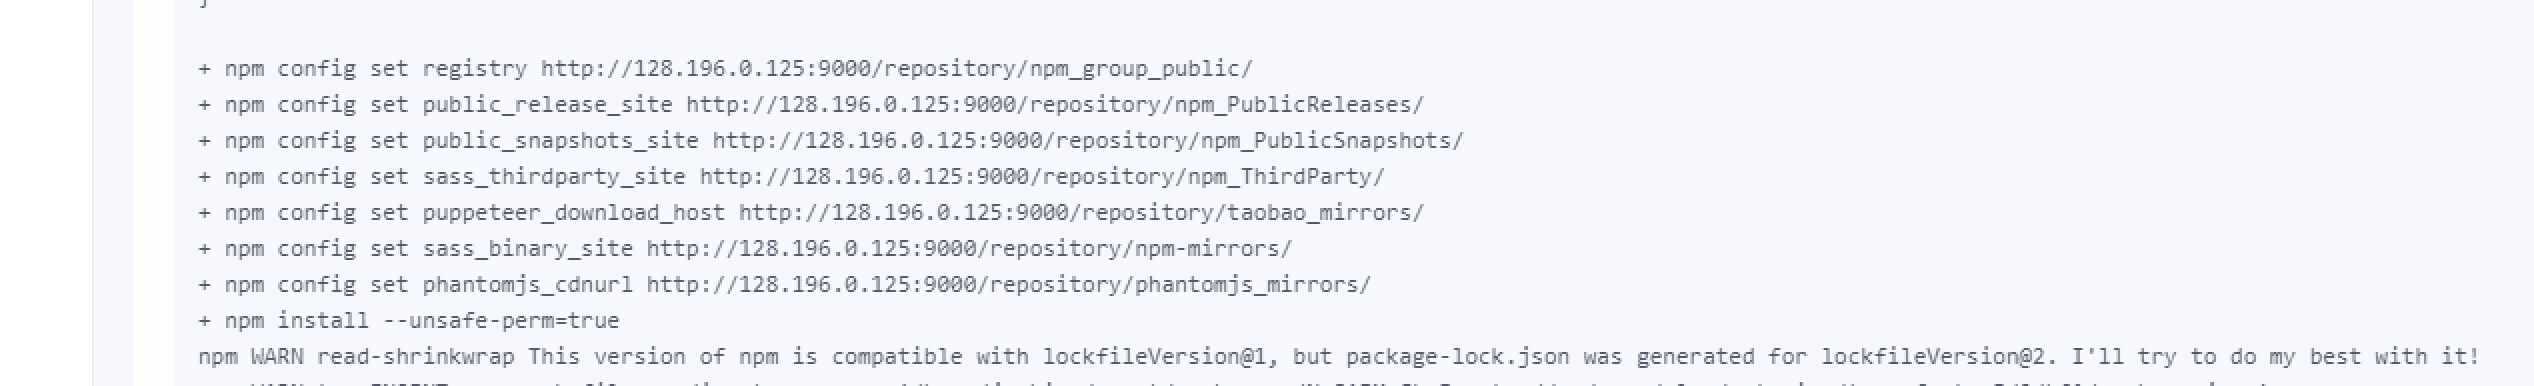 + npm config set registry http://128.196.0.125:9000/repository/npm_group_public/
+ npm config set public_release_site http://128.196.0.125:9000/repository/npm_PublicReleases/
+ npm config set public_snapshots_site http://128.196.0.125:9000/repository/npm_PublicSnapshots/
+ npm config set sass_thirdparty_site http://128.196.0.125:9000/repository/npm_ThirdParty/
+ npm config set puppeteer_download_host http://128.196.0.125:9000/repository/taobao_mirrors/
+ npm config set sass_binary_site http://128.196.0.125:9000/repository/npm-mirrors/
+ npm config set phantomjs_cdnurl http://128.196.0.125:9000/repository/phantomjs_mirrors/
+ npm install --unsafe-perm=true
npm WARN read-shrinkwrap This version of npm is compatible with lockfileVersion@1, but package-lock.json was generated for lockfileVersion@2. I'll try to do my best with it!